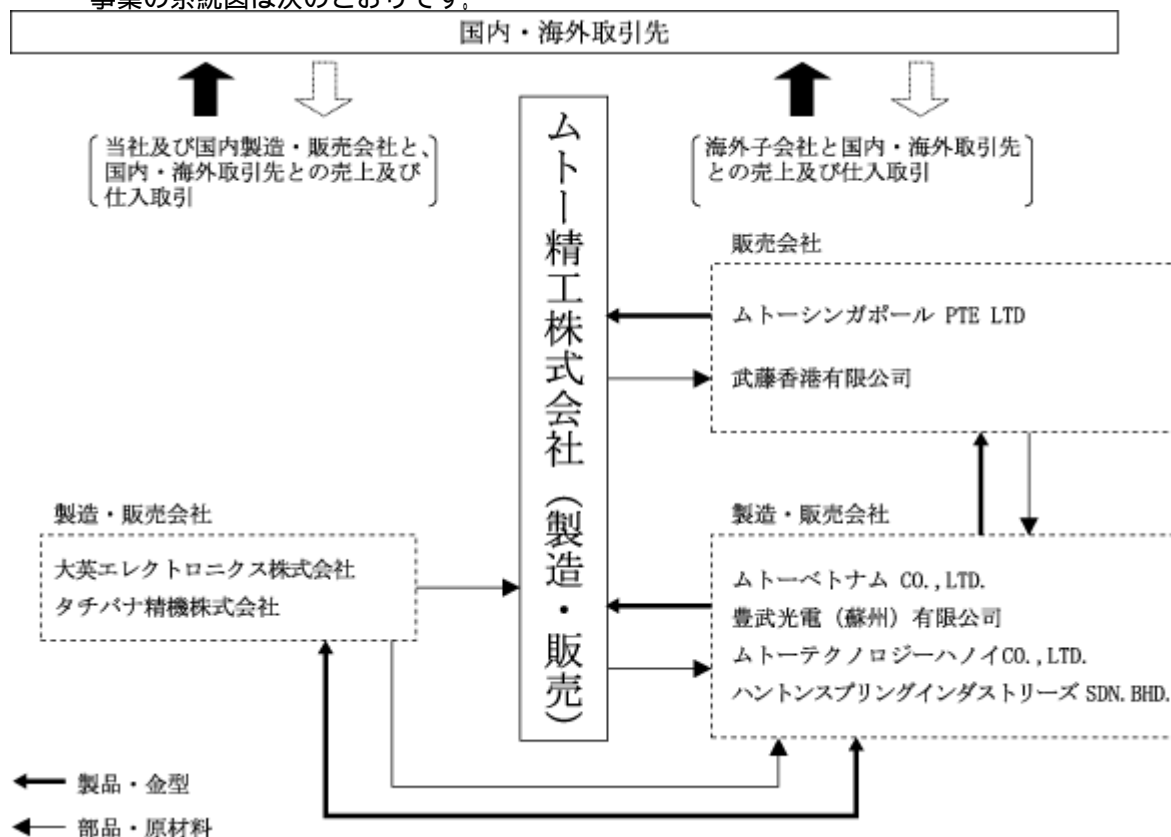 事業の系統図は次のとおりです。
国内・海外取引先
当社及び国内製造・販売会社と、
国内・海外取引先との売上及び
仕入取引
海外子会社と国内・海外取引先
との売上及び仕入取引
ムトー精工株式会社(製造・販売)
販売会社
ムトーシンガポール PTE LTD
武藤香港有限公司
製造・販売会社
大英エレクトロニクス株式会社
タチバナ精機株式会社
製造・販売会社
ムトーベトナム CO.,LTD.
豊武光電(蘇州)有限公司
ムトーテクノロジーハノイCO.,LTD.
ハントンスプリングインダストリーズ SDN.BHD.
製品・金型
部品・原材料